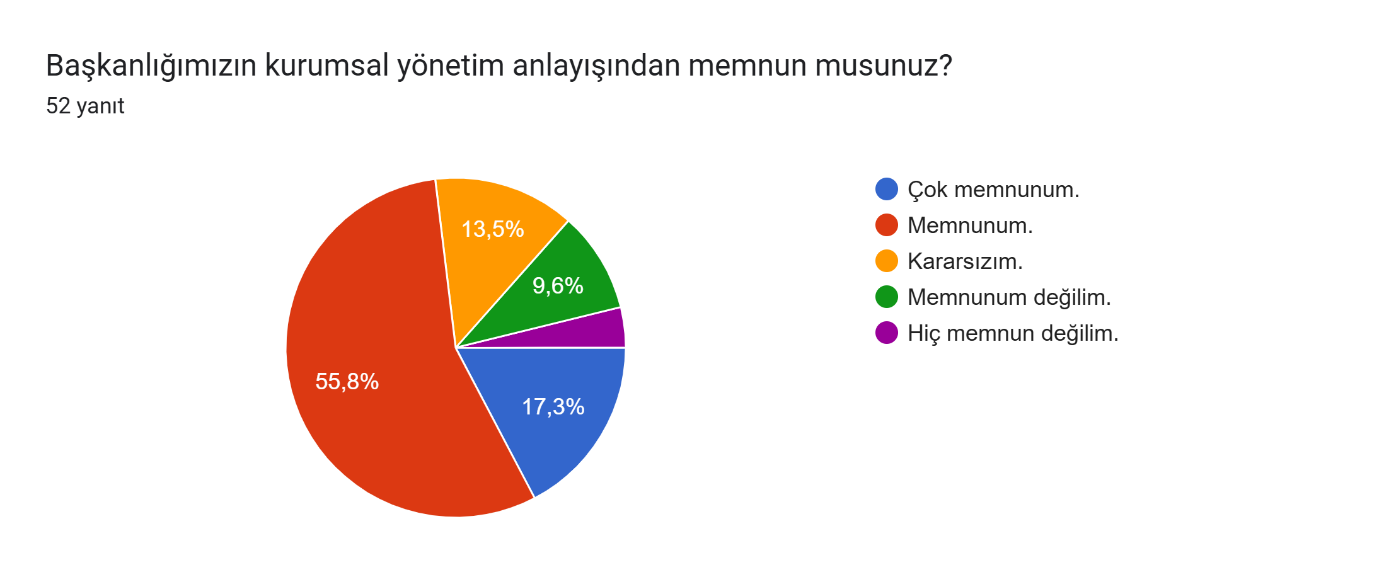 Başkanlığımızın kurumsal yönetim anlayışından memnun musunuz?
52 yanıt
13,5%
9,6%
55,8%
17,3%
Çok memnunum.
Memnunum.
Kararsızım.
Memnunum değilim.
Hiç memnun değilim.